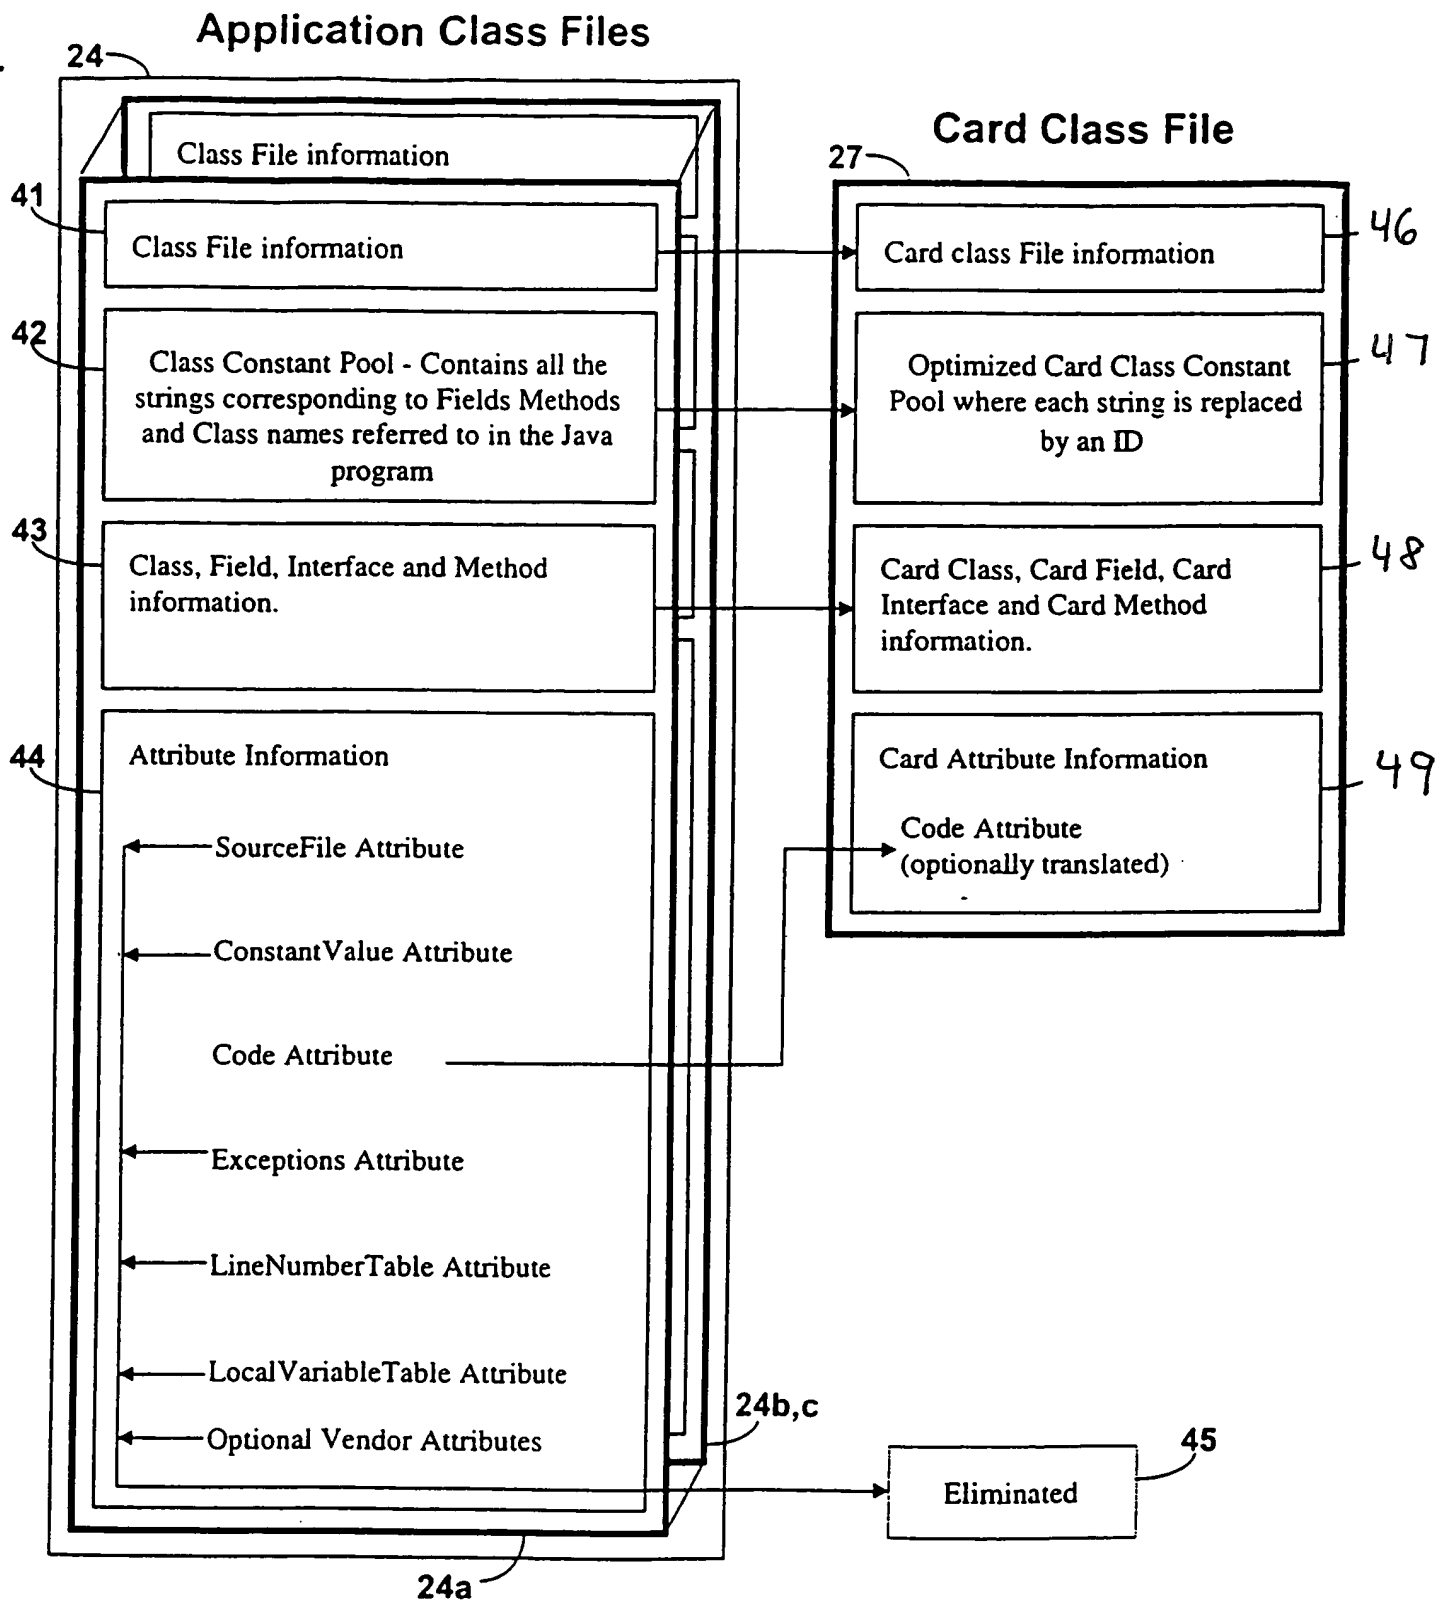 Application Class Files
24
Class File information
Card Class File
27
41
Class File information
Card class File information
46
42
Class Constant Pool - Contains all the
strings corresponding to Fields Methods
and Class names referred to in the Java
program
Optimized Card Class Constant
Pool where each string is replaced
by an ID
47
43
Class, Field, Interface and Method
information.
Card Class, Card Field, Card
Interface and Card Method
information.
48
44
Attribute Information
SourceFile Attribute
ConstantValue Attribute
Code Attribute
Exceptions Attribute
LineNumberTable Attribute
LocalVariableTable Attribute
Optional Vendor Attributes
Card Attribute Information
Code Attribute
(optionally translated)
49
24b,c
45
Eliminated
24a